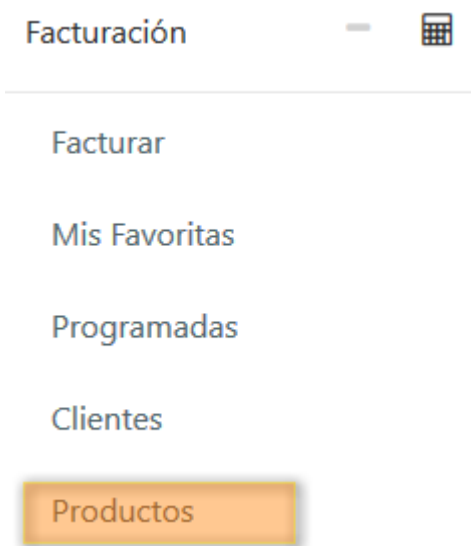 Facturación
Facturar
Mis Favoritas
Programadas
Clientes
Productos